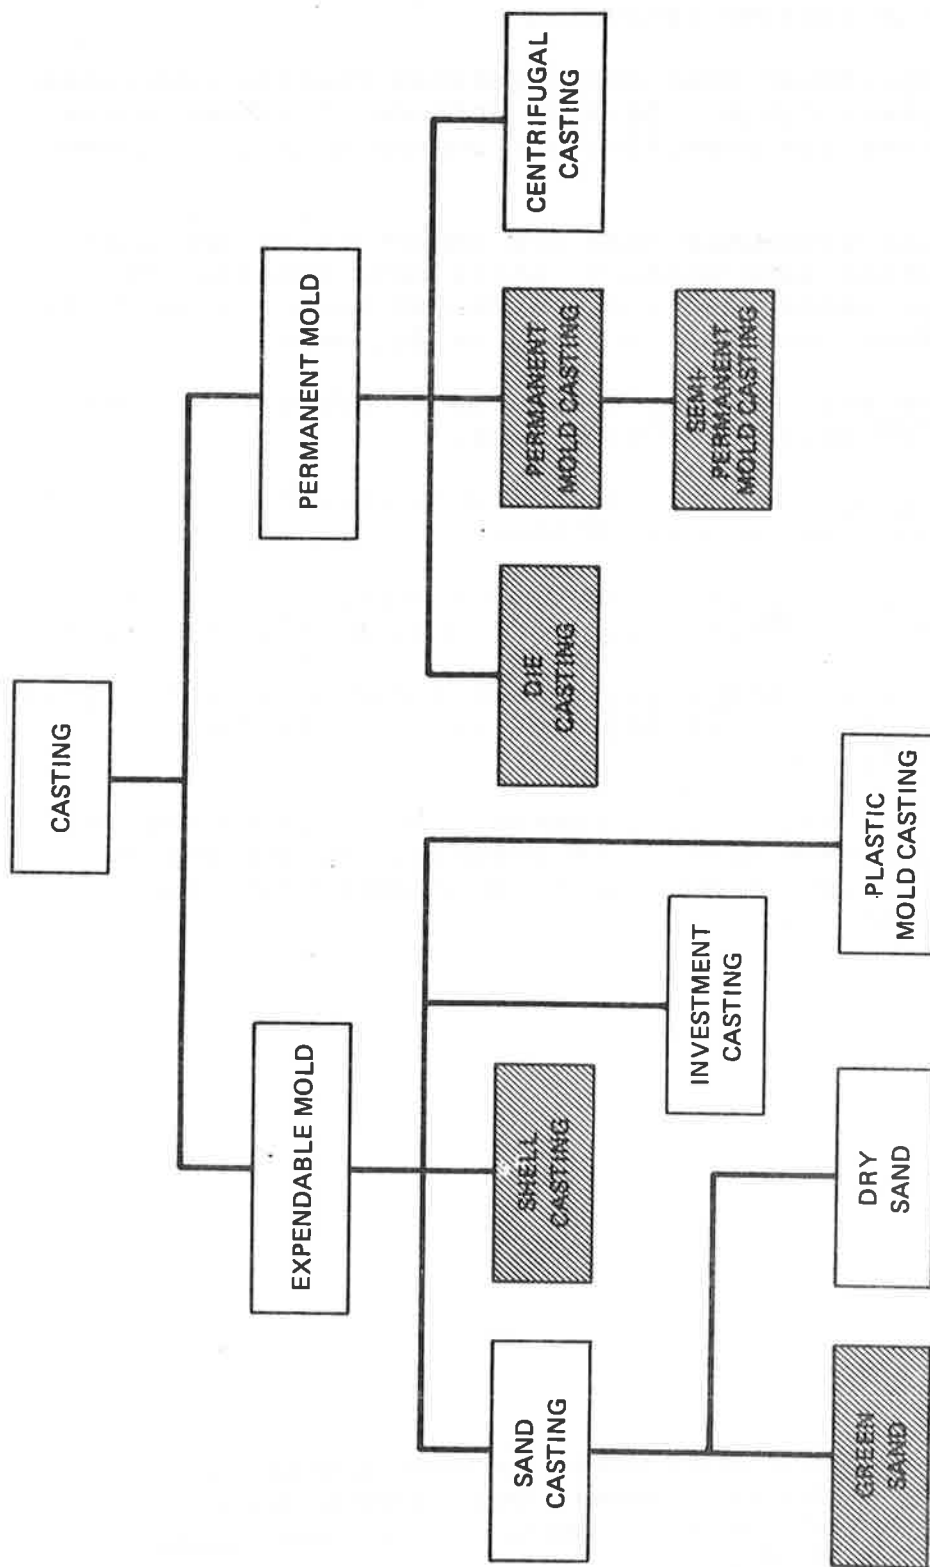 CASTING
EXPENDABLE MOLD
PERMANENT MOLD
SAND
CASTING
SHELL
CASTING
INVESTMENT
CASTING
PLASTIC
MOLD CASTING
DIE
CASTING
PERMANENT
MOLD CASTING
CENTRIFUGAL
CASTING
SEMI-
PERMANENT
MOLD CASTING
GREEN
SAND
DRY
SAND